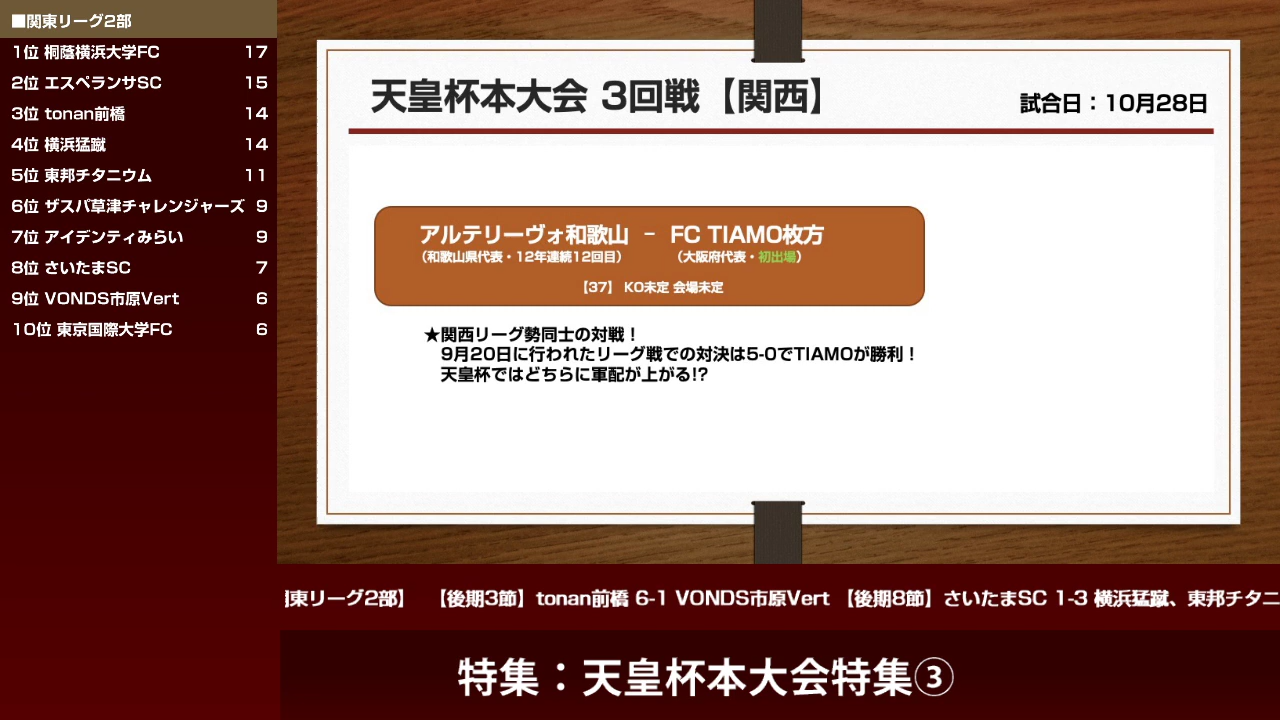 ■関東リーグ2部
1位 桐蔭横浜大学FC 17
2位 エスペランサSC 15
3位 tonan前橋 14
4位 横浜猛蹴 14
5位 東邦チタニウム 11
6位 ザスパ草津チャレンジャーズ 9
7位 アイデンティみらい 9
8位 さいたまSC 7
9位 VONDS市原Vert 6
10位 東京国際大学FC 6
天皇杯本大会 3回戦【関西】
試合日：10月28日
アルテリーヴォ和歌山 － FC TIAMO枚方
（和歌山県代表・12年連続12回目） （大阪府代表・初出場）
【37】 KO未定 会場未定
★関西リーグ勢同士の対戦！
9月20日に行われたリーグ戦での対決は5-0でTIAMOが勝利！
天皇杯ではどちらに軍配が上がる!?
東リーグ2部】 【後期3節】tonan前橋 6-1 VONDS市原Vert 【後期8節】さいたまSC 1-3 横浜猛蹴、東邦チタニ
特集：天皇杯本大会特集③